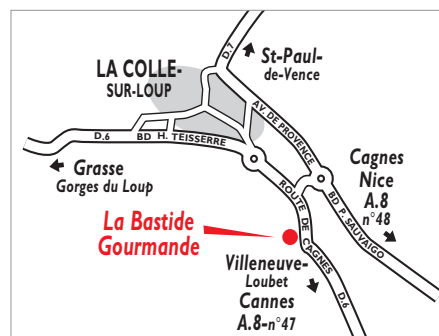 D.7
St-Paul-
de-Vence
LA COLLE-
SUR-LOUP
AV. DE PROVENCE
D.6 BD H. TEISSERRE
Grasse
Gorges du Loup
Cagnes
Nice
A.8
n°48
ROUTE DE CAGNES
BD P. SAUVAIGO
La Bastide
Gourmande
Villeneuve-
Loubet
Cannes
A.8-n°47
D.6